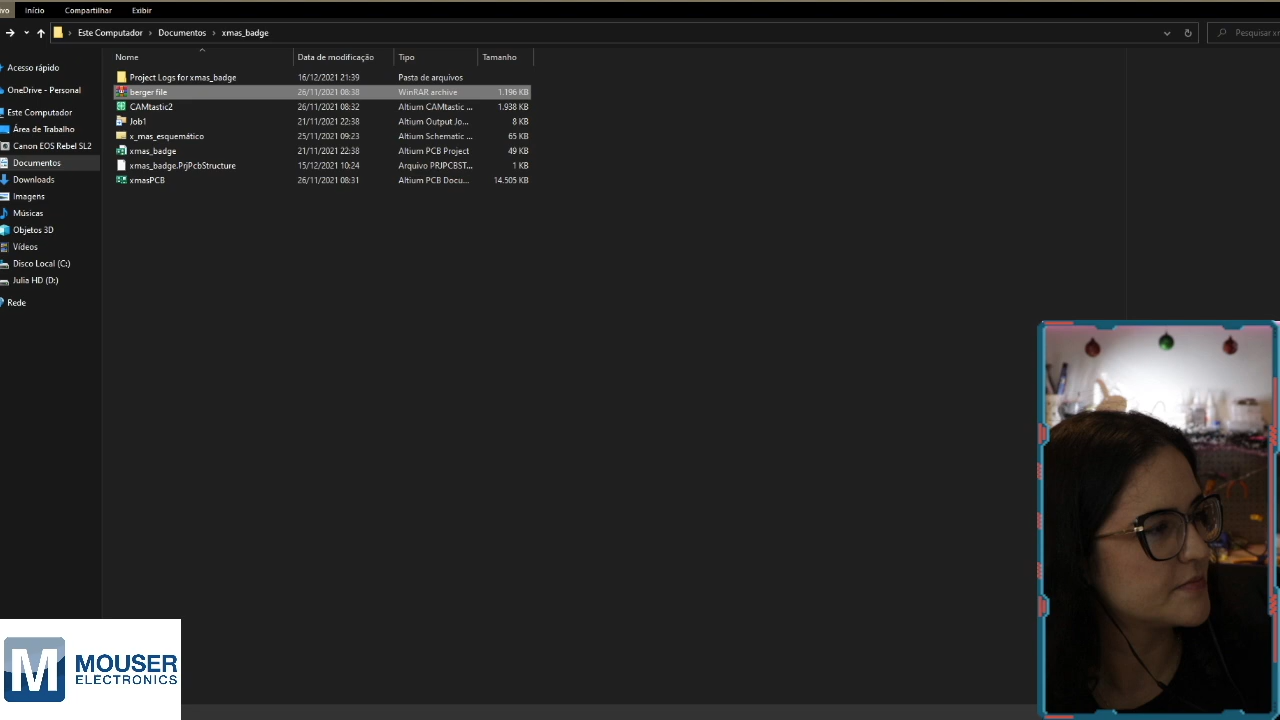 Início Compartilhar Exibir
Este Computador Documentos xmas_badge
Nome Data de modificação Tipo Tamanho
Project Logs for xmas_badge 16/12/2021 21:39 Pasta de arquivos
berger file 26/11/2021 08:38 WinRAR archive 1.196 KB
CAMtastic2 26/11/2021 08:32 Altium CAMtastic ... 1.938 KB
Job1 21/11/2021 22:38 Altium Output Jo... 8 KB
x_mas_esquemático 25/11/2021 09:23 Altium Schematic ... 65 KB
xmas_badge 21/11/2021 22:38 Altium PCB Project 49 KB
xmas_badge.PrjPcbStructure 15/12/2021 10:24 Arquivo PRJPCBST... 1 KB
xmasPCB 26/11/2021 08:31 Altium PCB Docu... 14.505 KB
Acesso rápido
OneDrive - Personal
Este Computador
Área de Trabalho
Canon EOS Rebel SL2
Documentos
Downloads
Imagens
Músicas
Objetos 3D
Vídeos
Disco Local (C:)
Julia HD (D:)
Rede
M MOUSER
ELECTRONICS